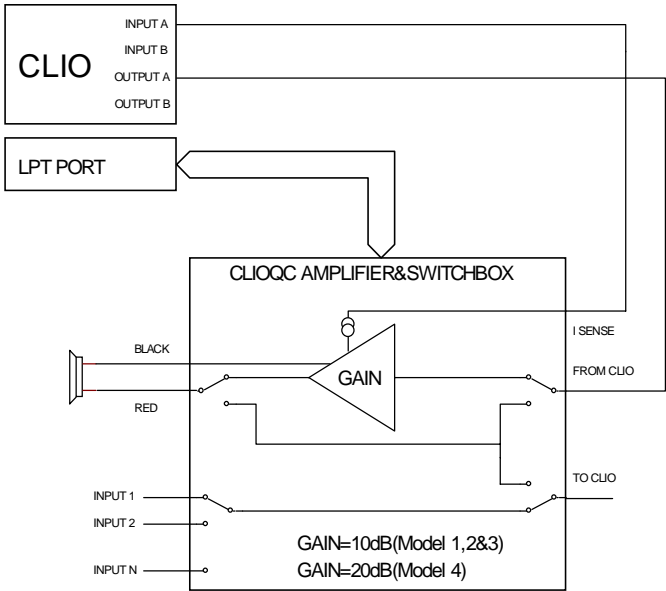 INPUT A
INPUT B
CLIO
OUTPUT A
OUTPUT B
LPT PORT
CLIOQC AMPLIFIER&SWITCHBOX
I SENSE
BLACK
GAIN
FROM CLIO
RED
TO CLIO
INPUT 1
INPUT 2
GAIN=10dB(Model 1,2&3)
GAIN=20dB(Model 4)
INPUT N